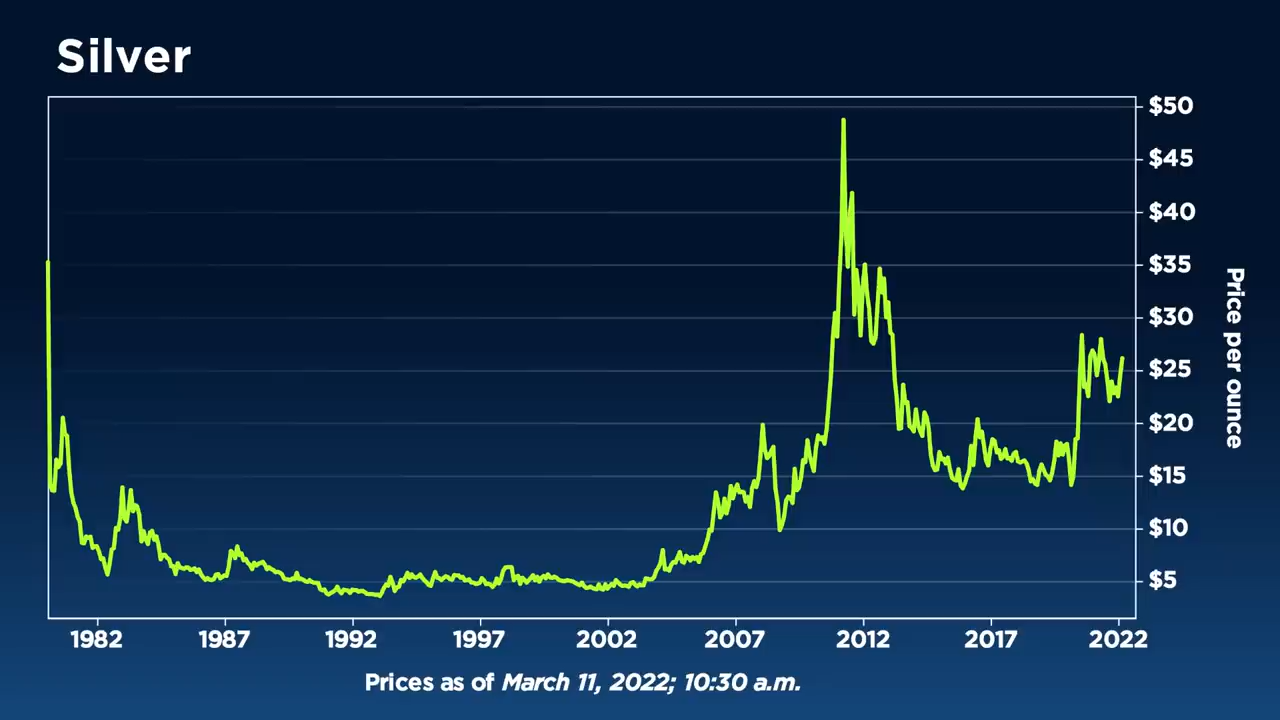 Silver
$50
$45
$40
$35
$30
$25
$20
$15
$10
$5
Price per ounce
1982 1987 1992 1997 2002 2007 2012 2017 2022
Prices as of March 11, 2022; 10:30 a.m.